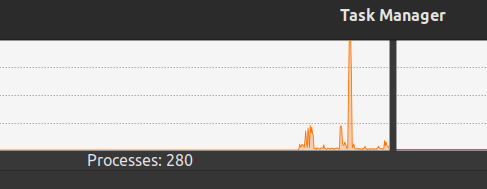 Task Manager
Processes: 280